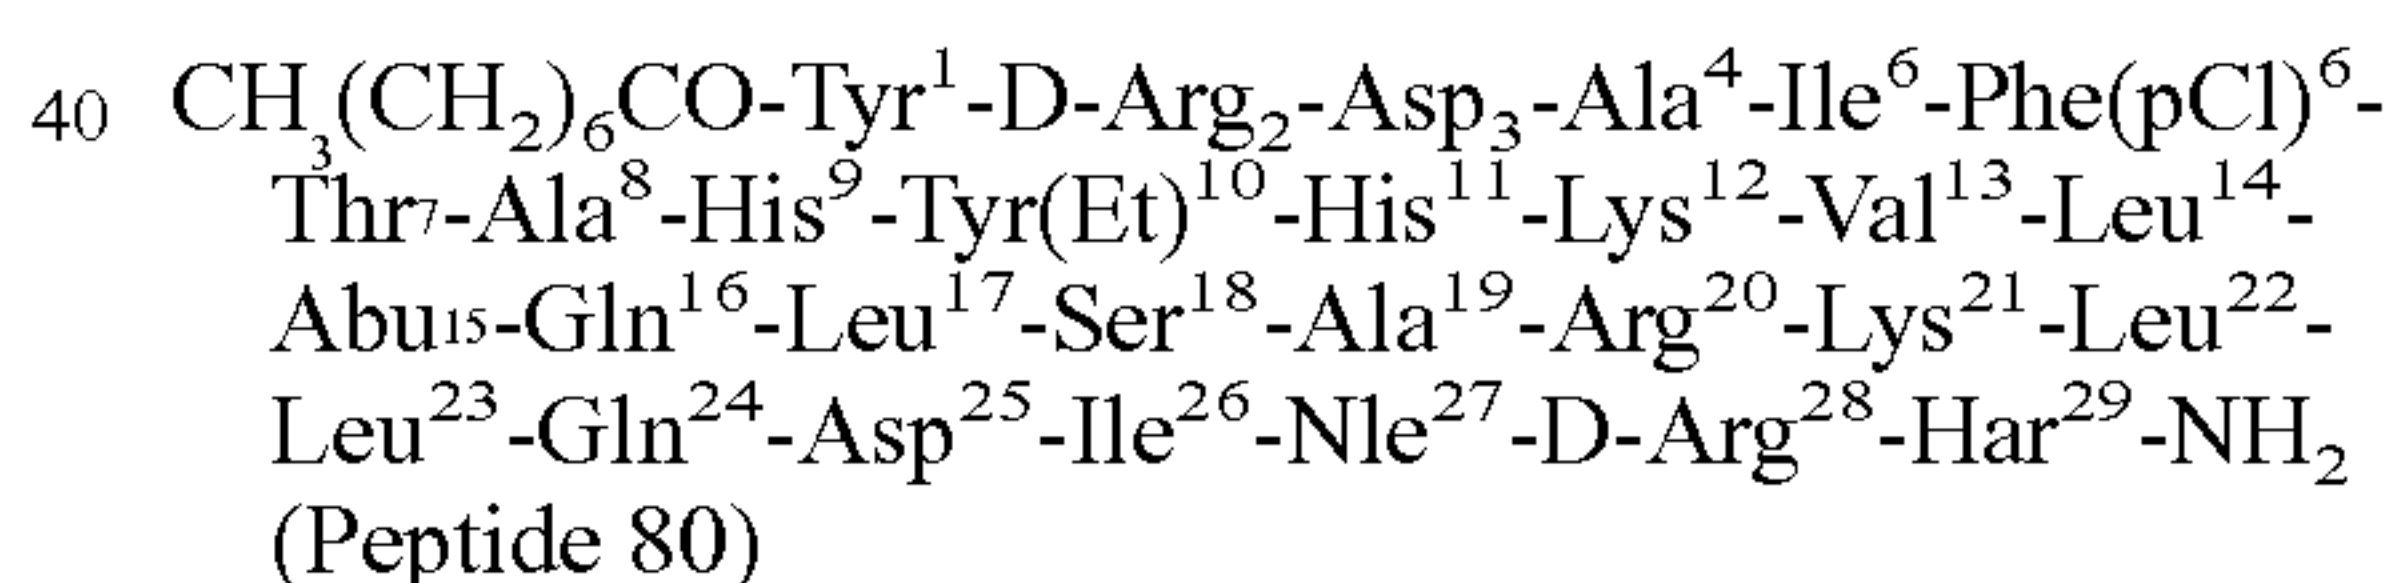 40 CH₃(CH₂)₆CO-Tyr¹-D-Arg₂-Asp₃-Ala⁴-Ile⁶-Phe(pCl)⁶-
Thr₇-Ala⁸-His⁹-Tyr(Et)¹⁰-His¹¹-Lys¹²-Val¹³-Leu¹⁴-
Abu₁₅-Gln¹⁶-Leu¹⁷-Ser¹⁸-Ala¹⁹-Arg²⁰-Lys²¹-Leu²²-
Leu²³-Gln²⁴-Asp²⁵-Ile²⁶-Nle²⁷-D-Arg²⁸-Har²⁹-NH₂
(Peptide 80)